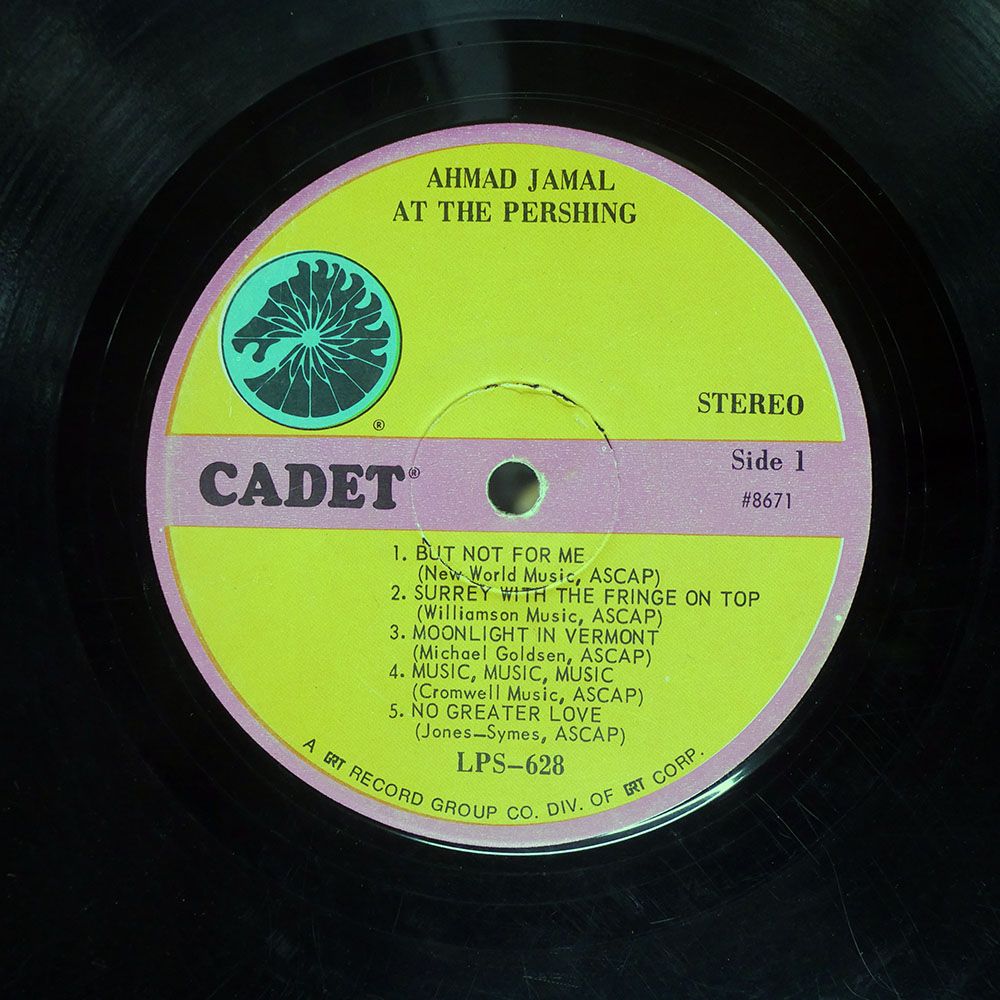 AHMAD JAMAL
AT THE PERSHING
®
STEREO
CADET®
Side 1
#8671
1. BUT NOT FOR ME
(New World Music, ASCAP)
2. SURREY WITH THE FRINGE ON TOP
(Williamson Music, ASCAP)
3. MOONLIGHT IN VERMONT
(Michael Goldsen, ASCAP)
4. MUSIC, MUSIC, MUSIC
(Cromwell Music, ASCAP)
5. NO GREATER LOVE
(Jones–Symes, ASCAP)
LPS–628
A GRT RECORD GROUP CO. DIV. OF GRT CORP.